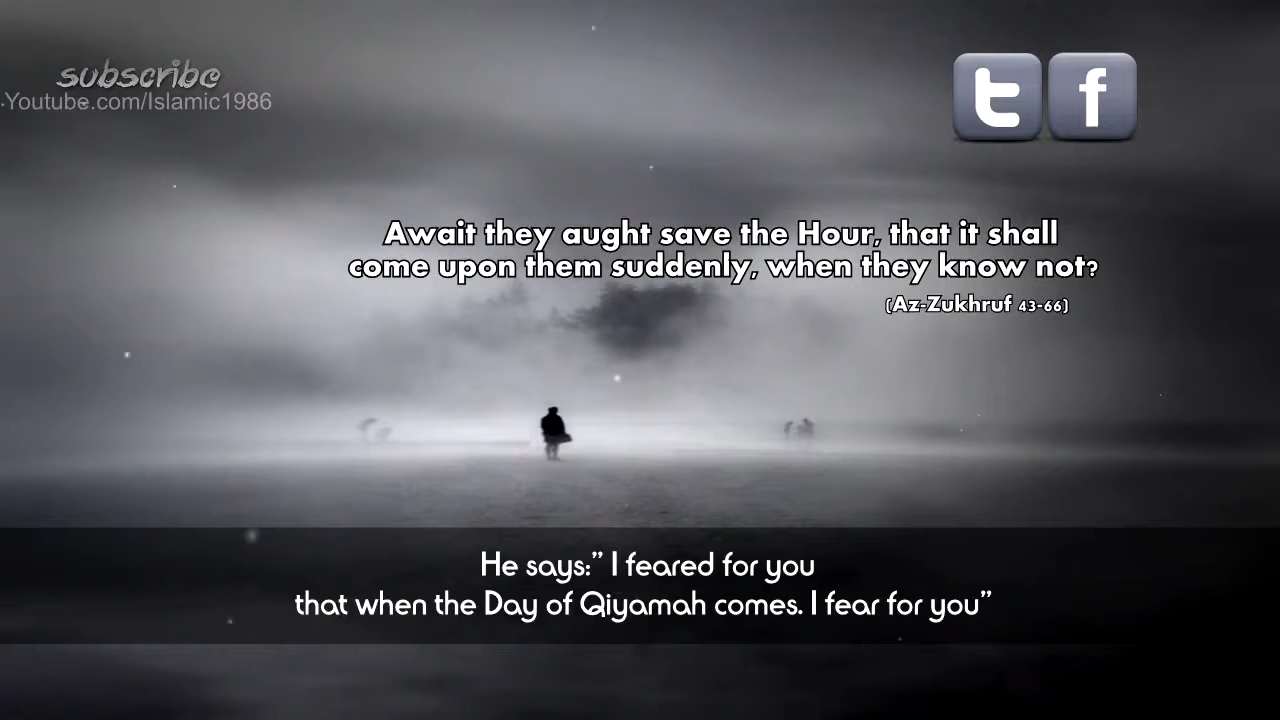 subscribe
Youtube.com/Islamic1986
t f
Await they aught save the Hour, that it shall
come upon them suddenly, when they know not?
(Az-Zukhruf 43-66)
He says:” I feared for you
that when the Day of Qiyamah comes. I fear for you”